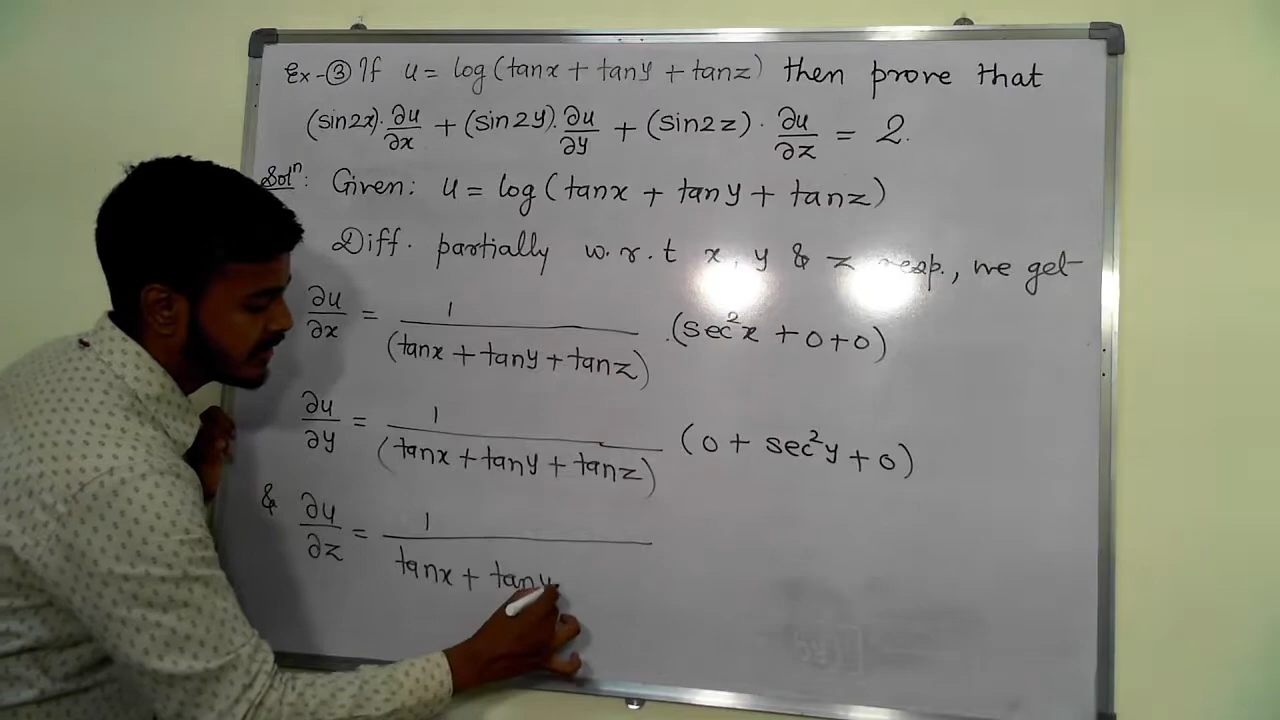 Ex-③ If u = log(tanx + tany + tanz) then prove that
(sin2x)·∂u/∂x + (sin2y)·∂u/∂y + (sin2z)·∂u/∂z = 2.
Solⁿ: Given: u = log(tanx + tany + tanz)
Diff. partially w.r.t x, y & z resp., we get
∂u/∂x = 1/(tanx + tany + tanz) .(sec²x + 0+0)
∂u/∂y = 1/(tanx + tany + tanz) (0 + sec²y + 0)
& ∂u/∂z = 1/tanx + tany